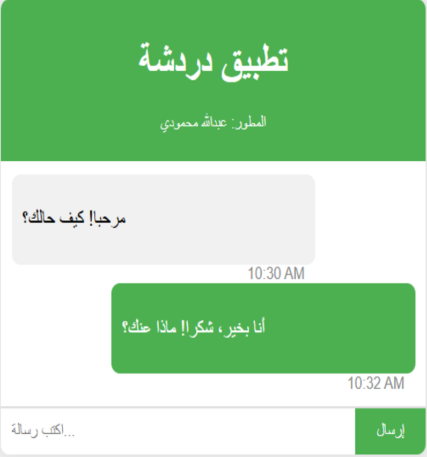 تطبيق دردشة
المطور: عبدالله محمودي
مرحبا! كيف حالك؟
10:30 AM
أنا بخير، شكرا! ماذا عنك؟
10:32 AM
اكتب رسالة...
إرسال